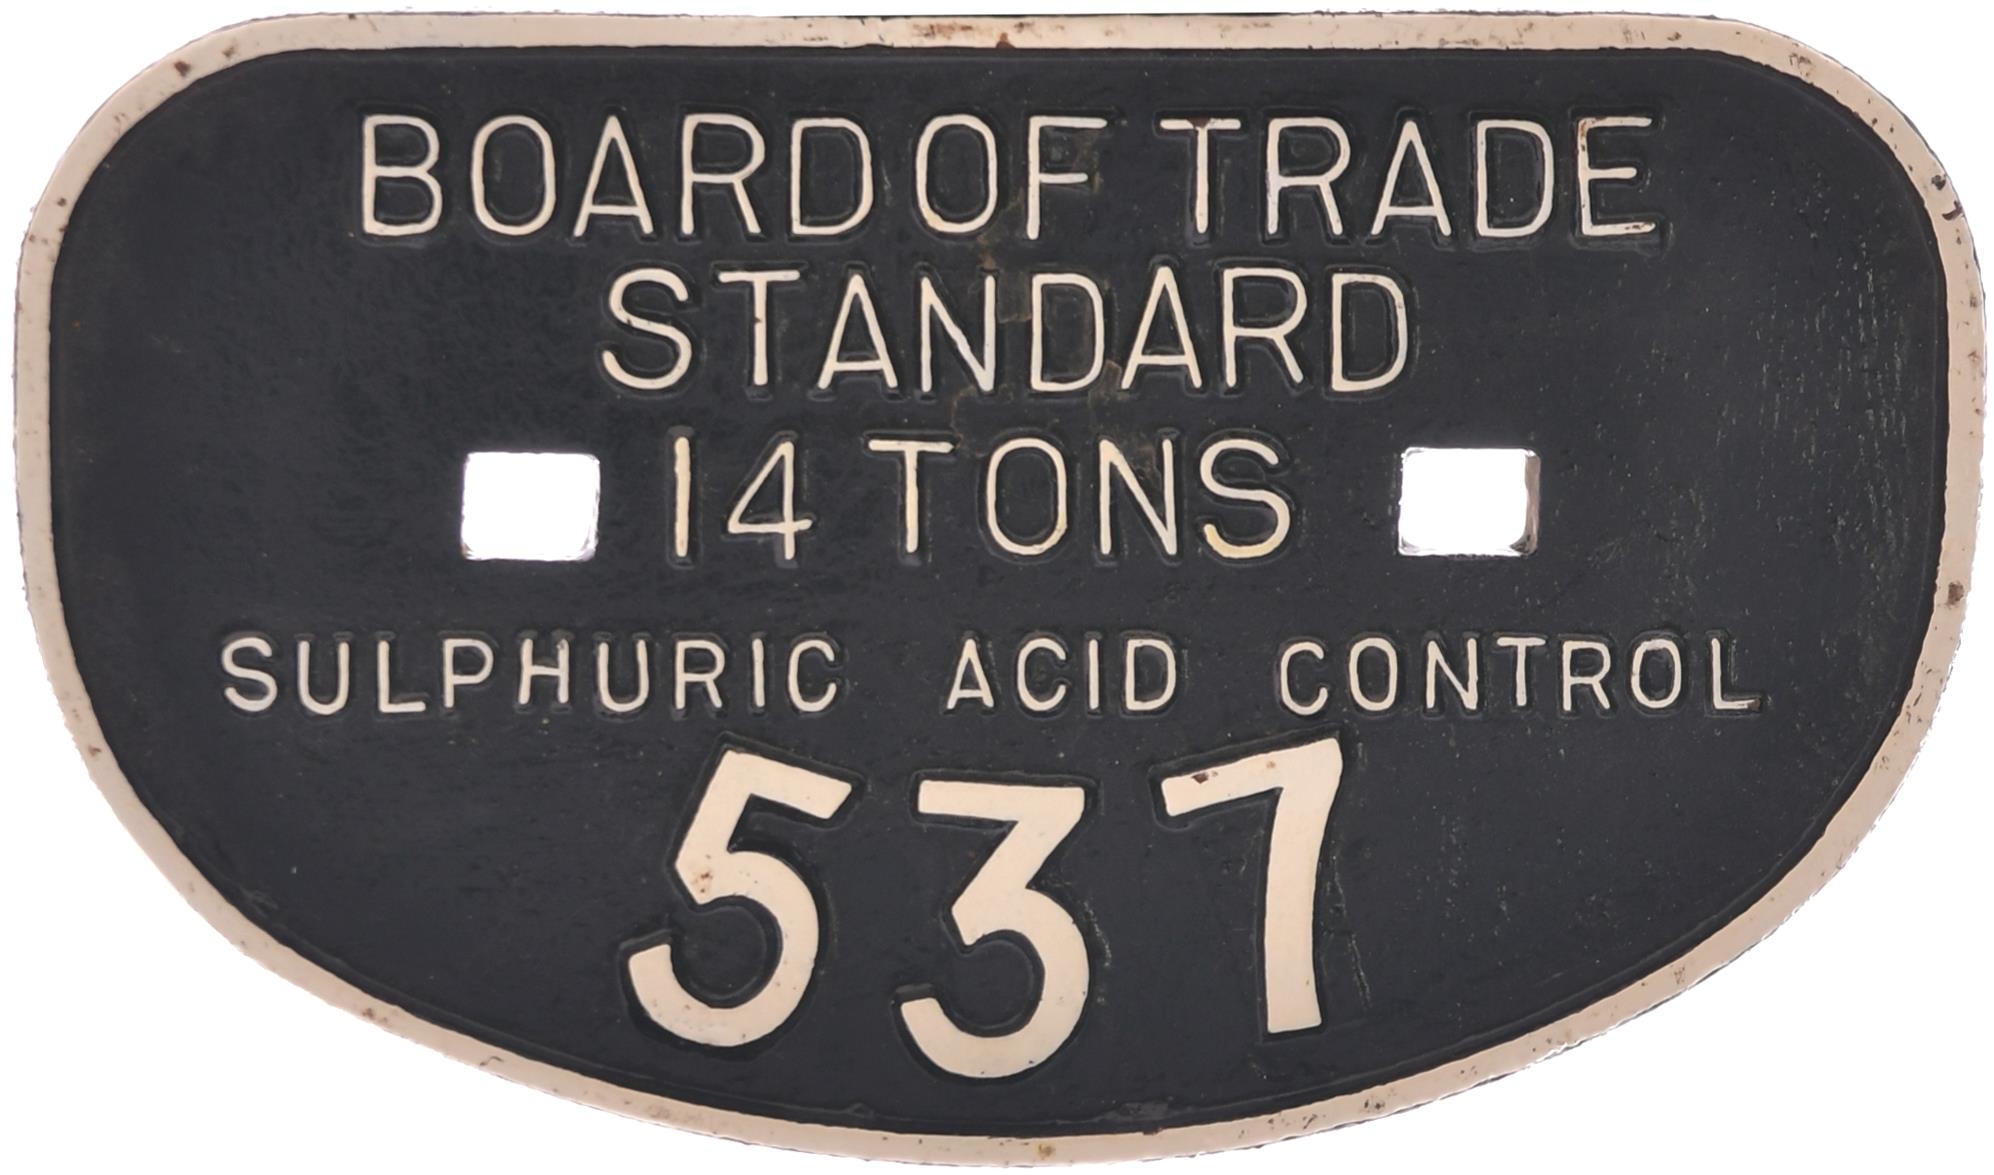 BOARD OF TRADE
STANDARD
14 TONS
SULPHURIC ACID CONTROL
537